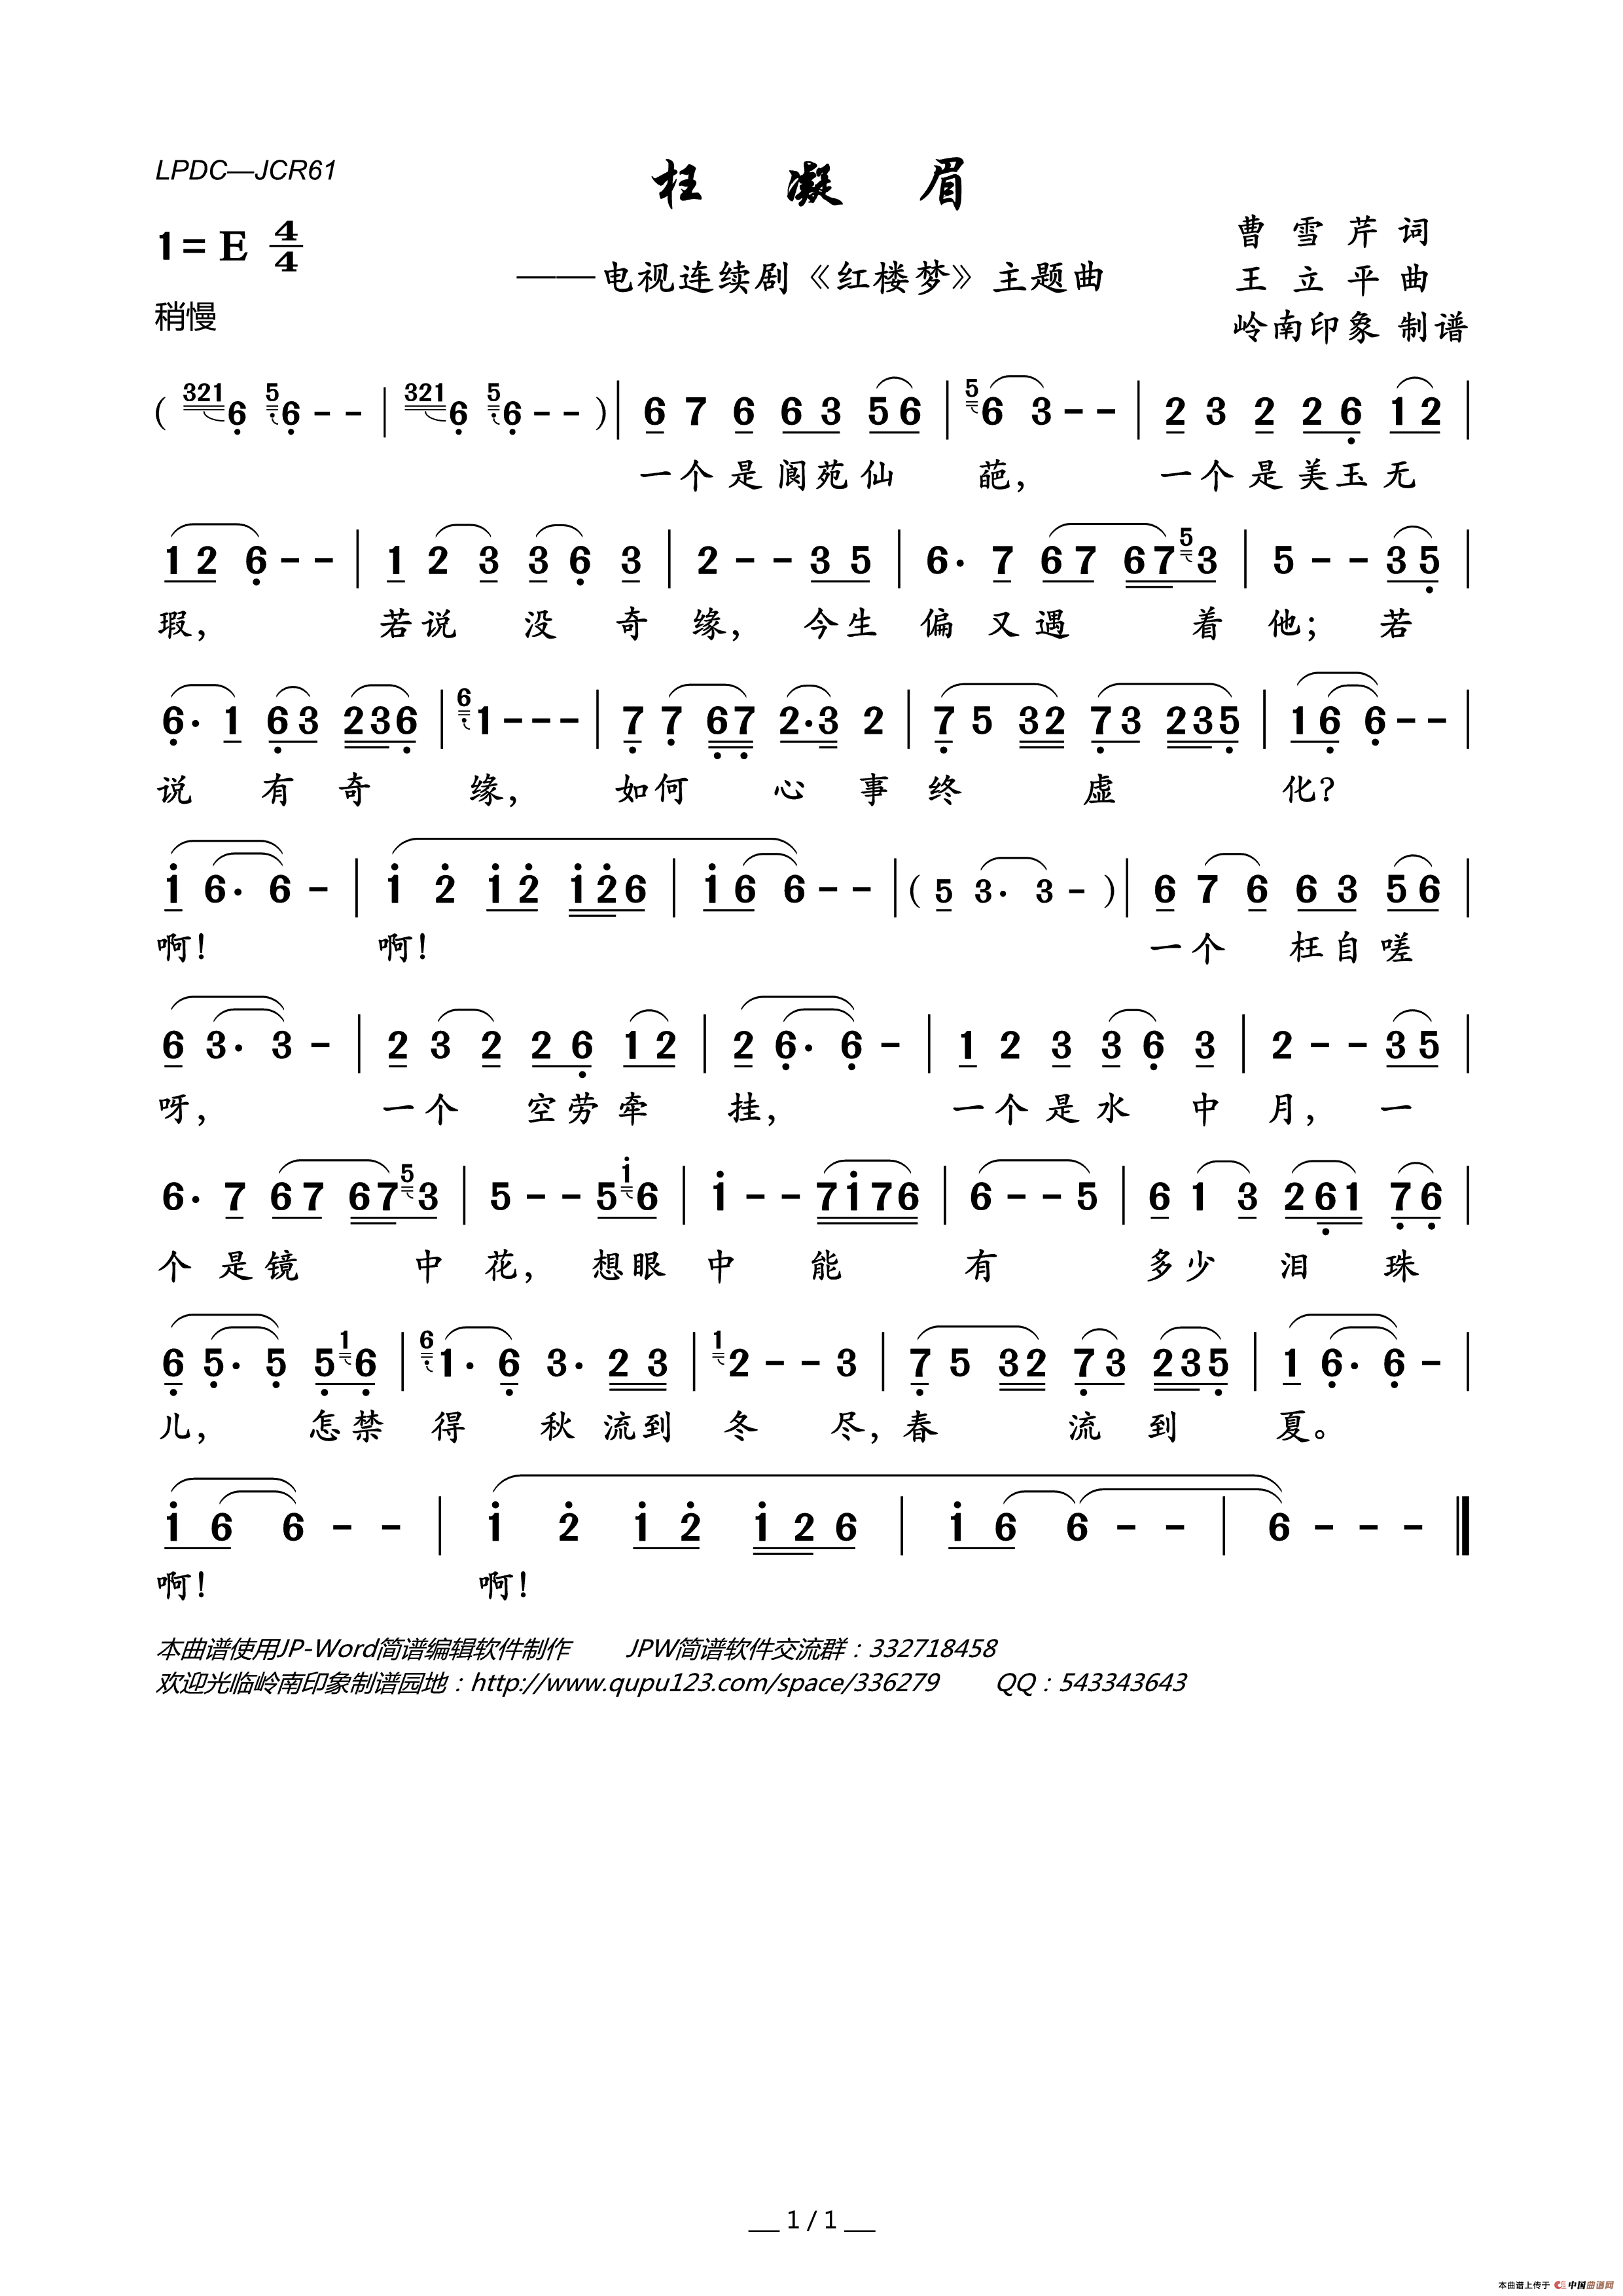 LPDC—JCR61
枉 凝 眉
1= E 4/4
——电视连续剧《红楼梦》主题曲
稍慢
曹 雪 芹 词
王 立 平 曲
岭南印象 制谱
( 321 6 5 6 - - | 321 6 5 6 - - ) | 6 7 6 6 3 5 6 | 5 6 3 - - | 2 3 2 2 6 1 2 |
一个是阆苑仙 葩, 一个是美玉无
1 2 6 - - | 1 2 3 3 6 3 | 2 - - 3 5 | 6· 7 6 7 6 7 5 3 | 5 - - 3 5 |
瑕, 若说 没 奇 缘, 今生 偏 又 遇 着 他; 若
6· 1 6 3 2 3 6 | 6 1 - - - | 7 7 6 7 2·3 2 | 7 5 3 2 7 3 2 3 5 | 1 6 6 - - |
说 有 奇 缘, 如何 心 事 终 虚 化?
1 6· 6 - | 1 2 1 2 1 2 6 | 1 6 6 - - | ( 5 3· 3 - ) | 6 7 6 6 3 5 6 |
啊! 啊! 一个 枉自嗟
6 3· 3 - | 2 3 2 2 6 1 2 | 2 6· 6 - | 1 2 3 3 6 3 | 2 - - 3 5 |
呀, 一个 空劳牵 挂, 一个是水 中 月, 一
6· 7 6 7 6 7 5 3 | 5 - - 5 1 6 | 1 - - 7 1 7 6 | 6 - - 5 | 6 1 3 2 6 1 7 6 |
个 是镜 中 花, 想眼 中 能 有 多少 泪 珠
6 5· 5 5 1 6 | 6 1· 6 3· 2 3 | 1 2 - - 3 | 7 5 3 2 7 3 2 3 5 | 1 6· 6 - |
儿, 怎禁 得 秋 流到 冬 尽,春 流 到 夏。
1 6 6 - - | 1 2 1 2 1 2 6 | 1 6 6 - - | 6 - - - ‖
啊! 啊!
本曲谱使用JP-Word简谱编辑软件制作 JPW简谱软件交流群：332718458
欢迎光临岭南印象制谱园地：http://www.qupu123.com/space/336279 QQ：543343643
1 / 1
本曲谱上传于 中国曲谱网